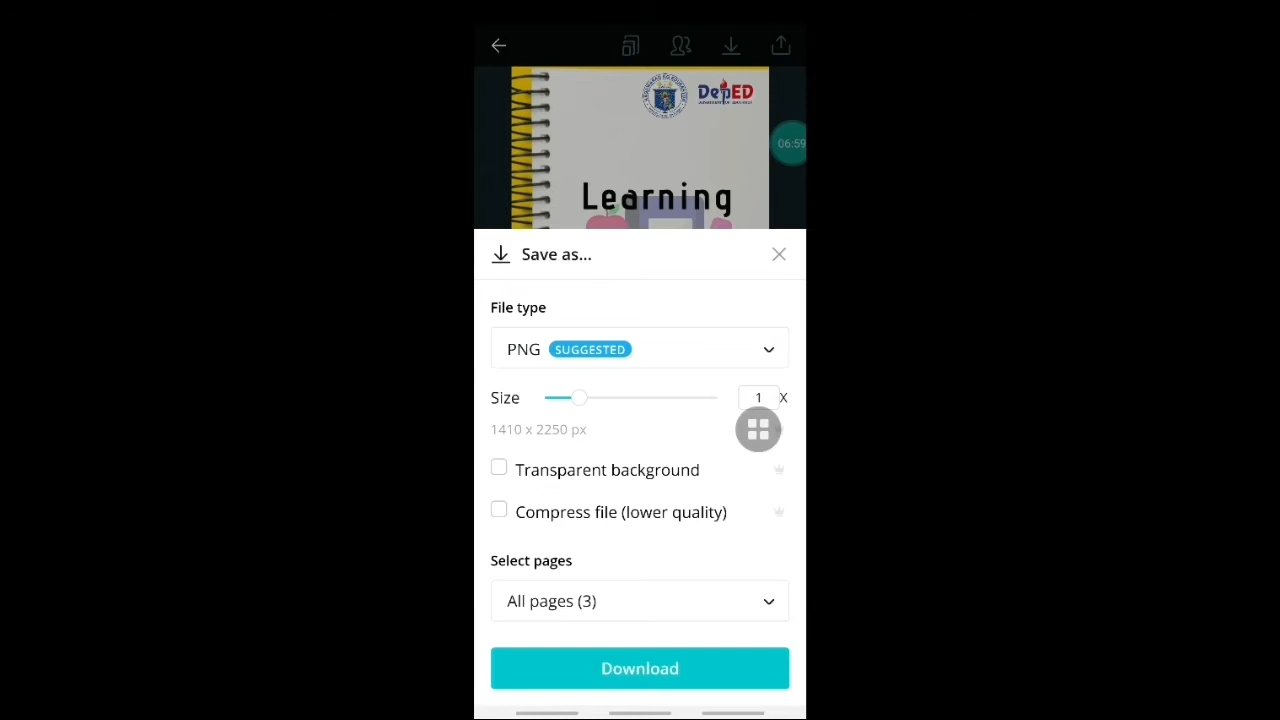 DepED
06:59
Learning
Save as...
File type
PNG SUGGESTED
Size 1 X
1410 x 2250 px
Transparent background
Compress file (lower quality)
Select pages
All pages (3)
Download